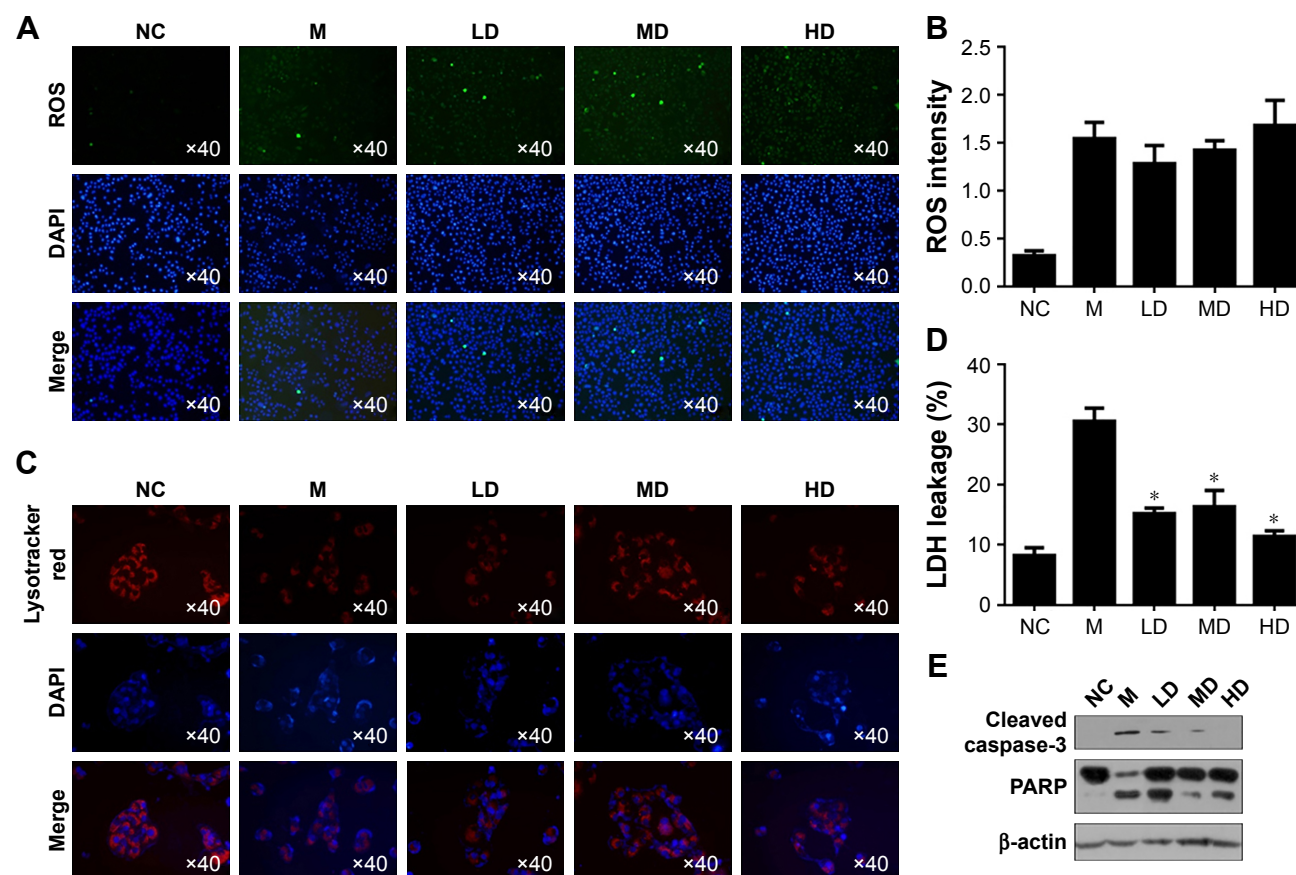 A
NC M LD MD HD
ROS
×40 ×40 ×40 ×40 ×40
DAPI
×40 ×40 ×40 ×40 ×40
Merge
×40 ×40 ×40 ×40 ×40
B
ROS intensity
2.5
2.0
1.5
1.0
0.5
0.0
NC M LD MD HD
C
NC M LD MD HD
Lysotracker
red
×40 ×40 ×40 ×40 ×40
DAPI
×40 ×40 ×40 ×40 ×40
Merge
×40 ×40 ×40 ×40 ×40
D
LDH leakage (%)
40
30
20
10
0
* * *
NC M LD MD HD
E
NC M LD MD HD
Cleaved
caspase-3
PARP
β-actin